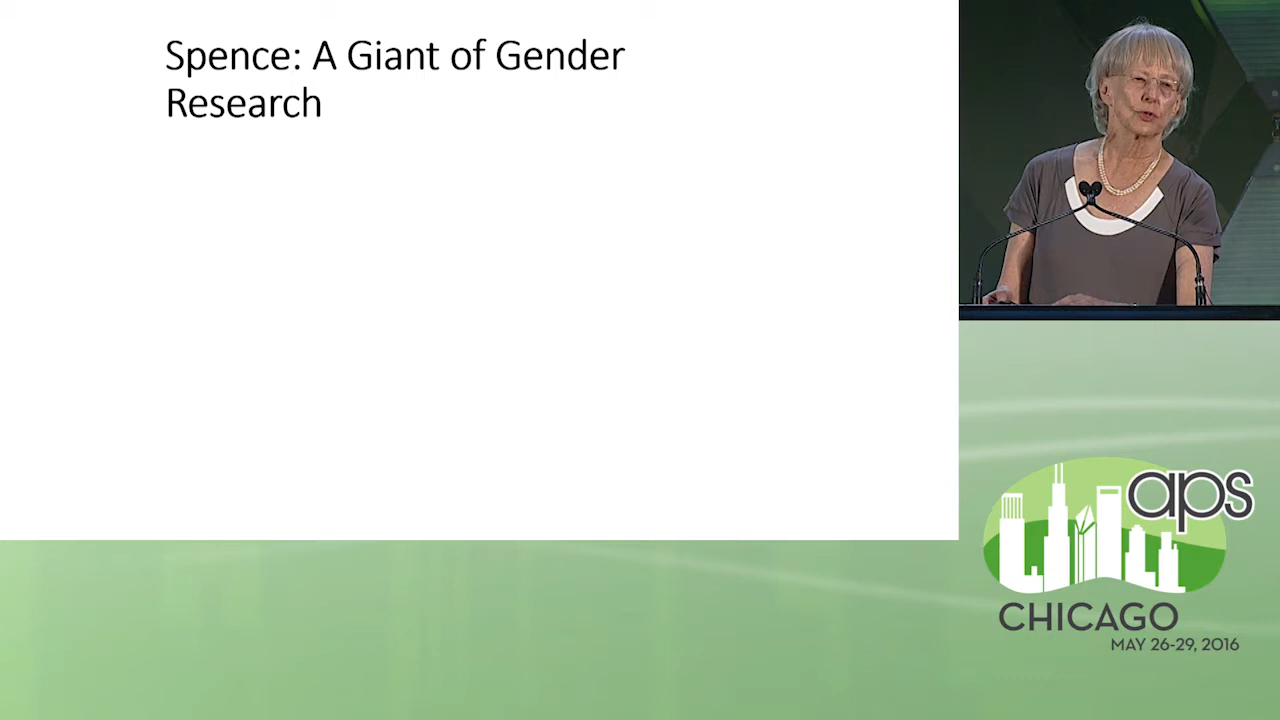 Spence: A Giant of Gender
Research
aps
CHICAGO
MAY 26-29, 2016